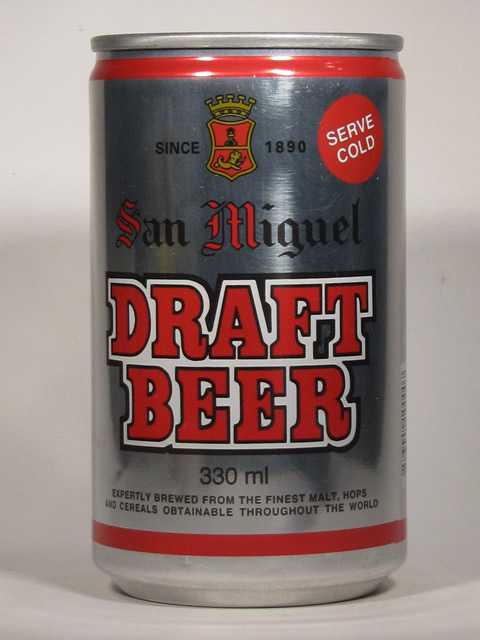 SINCE 1890
SERVE
COLD
San Miguel
DRAFT
BEER
330 ml
EXPERTLY BREWED FROM THE FINEST MALT, HOPS
AND CEREALS OBTAINABLE THROUGHOUT THE WORLD